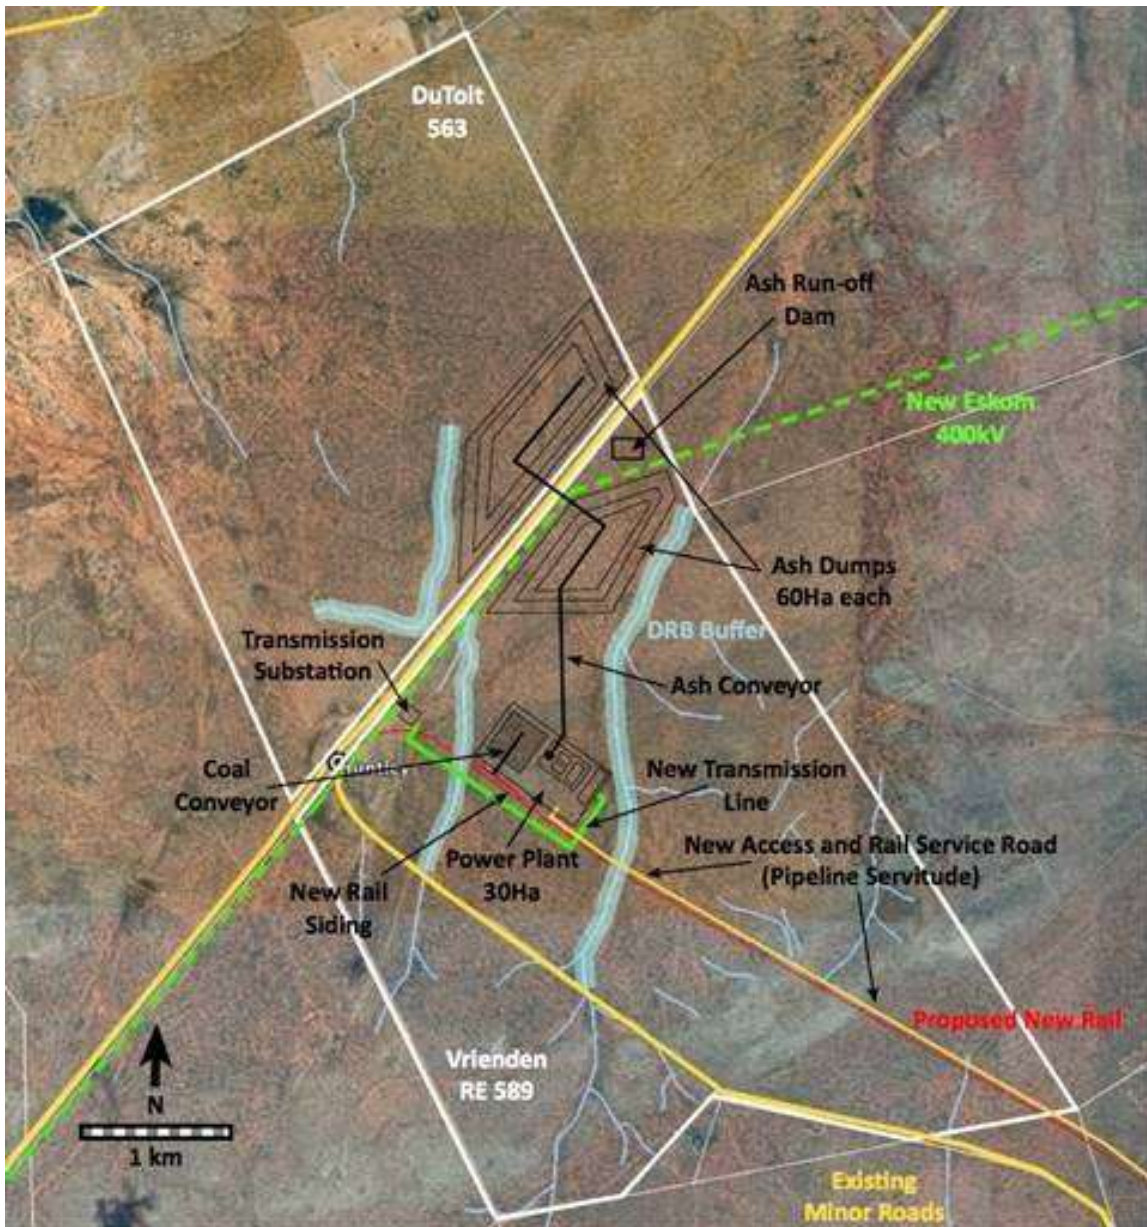 DuToit
563
Ash Run-off
Dam
New Eskom
400kV
Ash Dumps
60Ha each
DRB Buffer
Transmission
Substation
Ash Conveyor
Coal
Conveyor
New Transmission
Line
New Access and Rail Service Road
(Pipeline Servitude)
Power Plant
30Ha
New Rail
Siding
Proposed New Rail
Vrienden
RE 589
N
1 km
Existing
Minor Roads